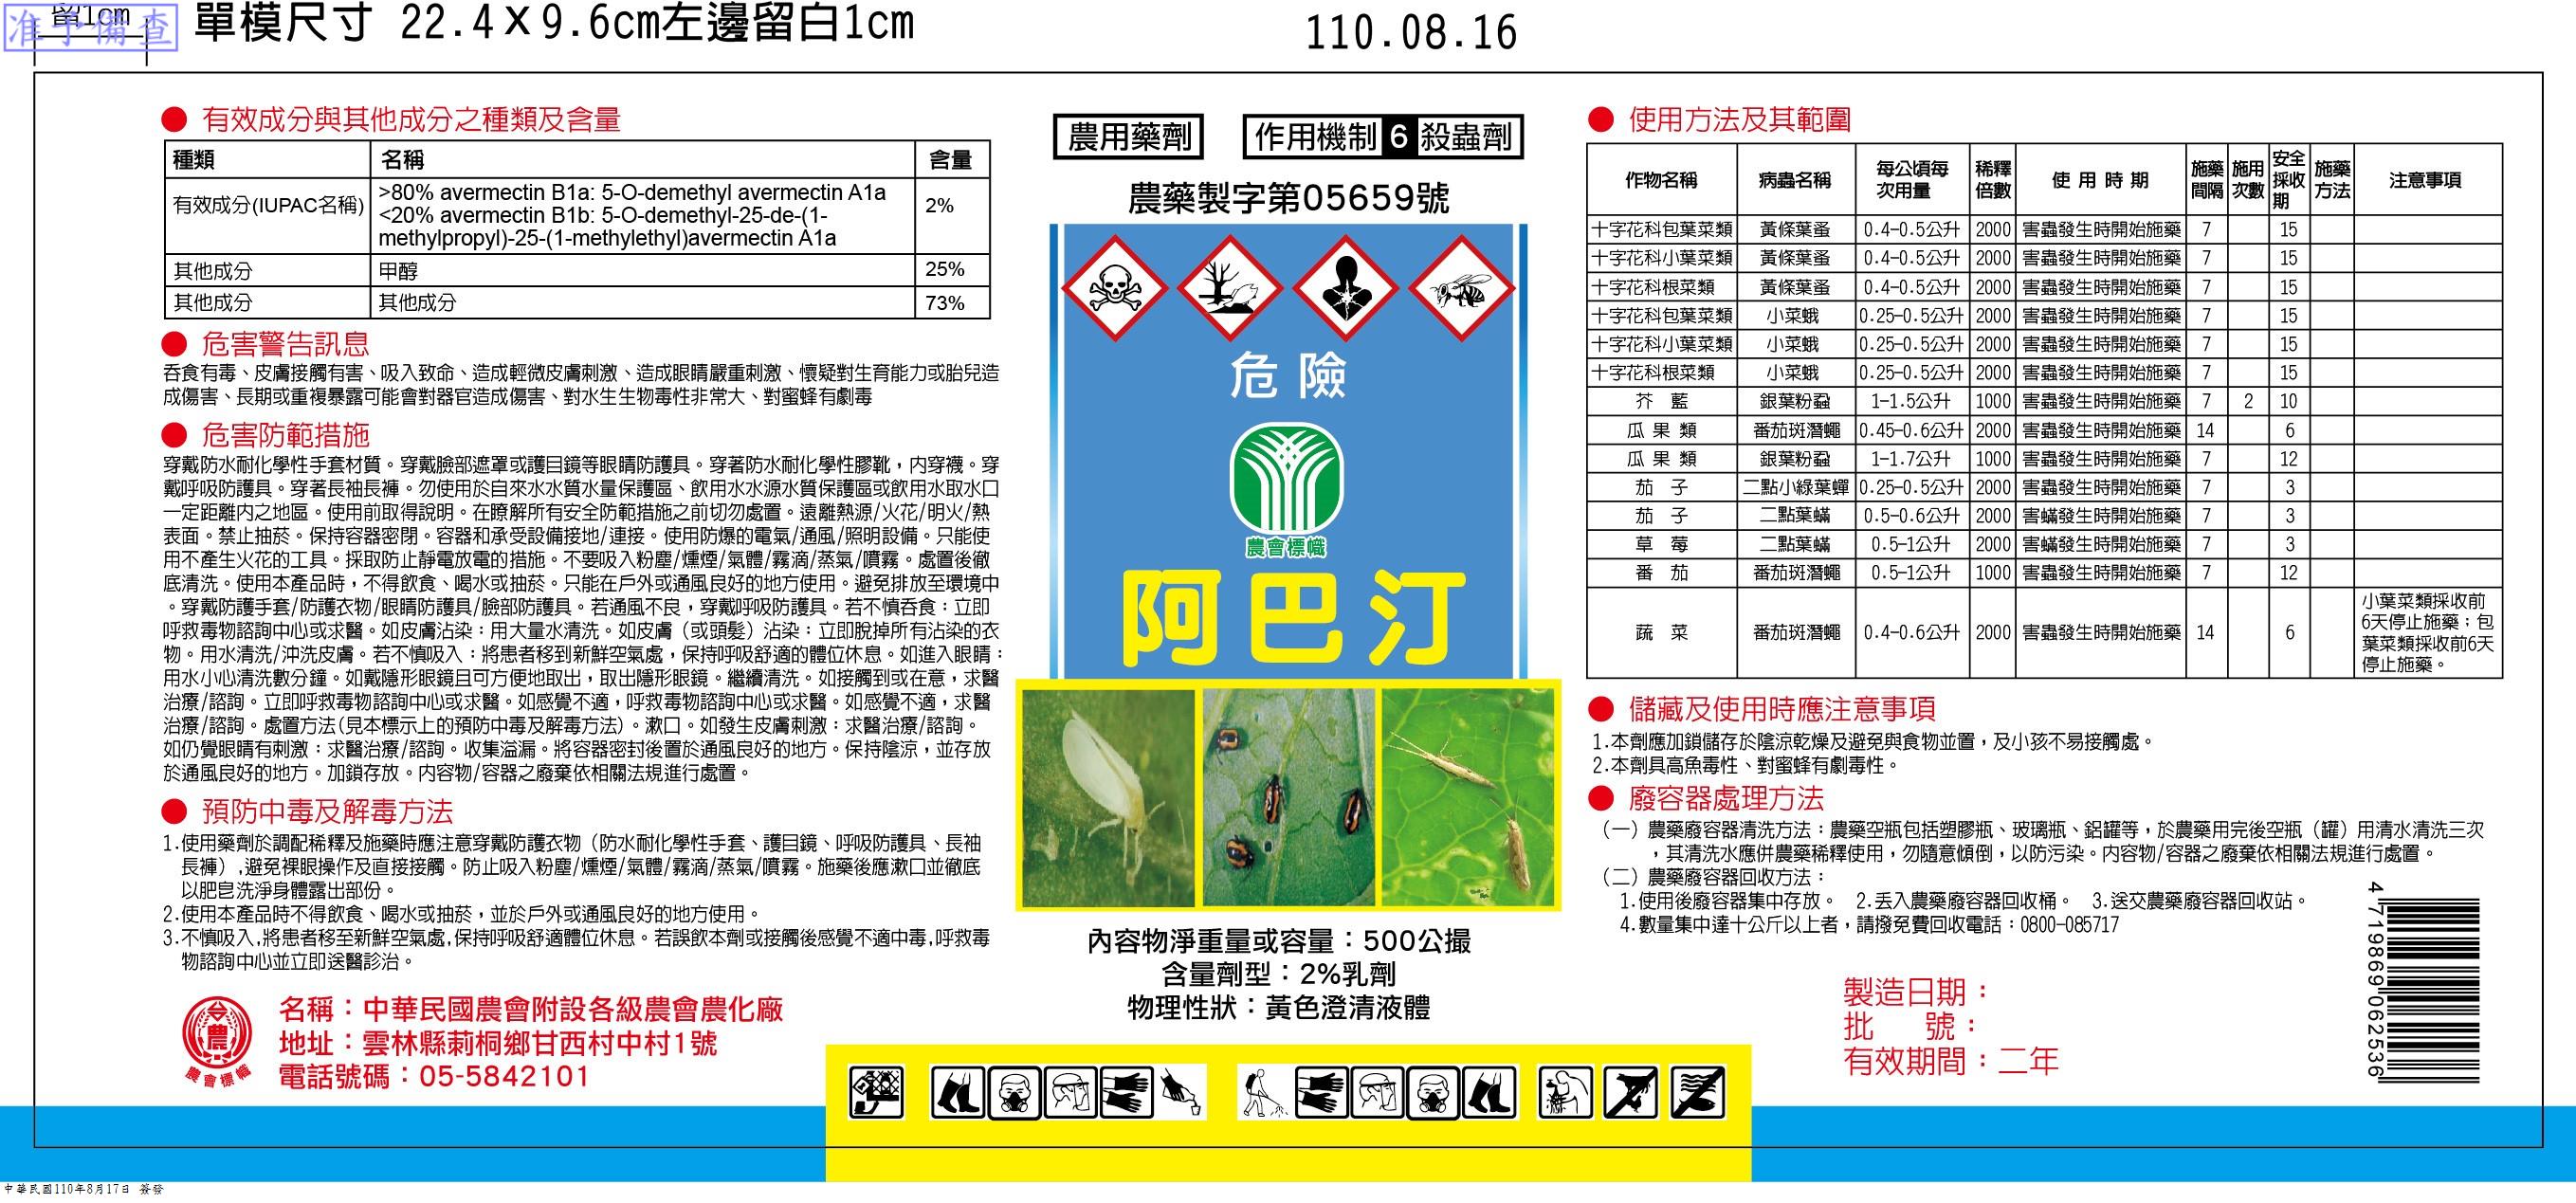 留1cm
准予備查
單模尺寸 22.4X9.6cm左邊留白1cm
110.08.16
● 有效成分與其他成分之種類及含量
種類 名稱 含量
有效成分(IUPAC名稱) >80% avermectin B1a: 5-O-demethyl avermectin A1a 2%
<20% avermectin B1b: 5-O-demethyl-25-de-(1-
methylpropyl)-25-(1-methylethyl)avermectin A1a
其他成分 甲醇 25%
其他成分 其他成分 73%
● 危害警告訊息
吞食有毒、皮膚接觸有害、吸入致命、造成輕微皮膚刺激、造成眼睛嚴重刺激、懷疑對生育能力或胎兒造
成傷害、長期或重複暴露可能會對器官造成傷害、對水生生物毒性非常大、對蜜蜂有劇毒
● 危害防範措施
穿戴防水耐化學性手套材質。穿戴臉部遮罩或護目鏡等眼睛防護具。穿著防水耐化學性膠靴，內穿襪。穿
戴呼吸防護具。穿著長袖長褲。勿使用於自來水水質水量保護區、飲用水水源水質保護區或飲用水取水口
一定距離內之地區。使用前取得說明。在瞭解所有安全防範措施之前切勿處置。遠離熱源/火花/明火/熱
表面。禁止抽菸。保持容器密閉。容器和承受設備接地/連接。使用防爆的電氣/通風/照明設備。只能使
用不產生火花的工具。採取防止靜電放電的措施。不要吸入粉塵/燻煙/氣體/霧滴/蒸氣/噴霧。處置後徹
底清洗。使用本產品時，不得飲食、喝水或抽菸。只能在戶外或通風良好的地方使用。避免排放至環境中
。穿戴防護手套/防護衣物/眼睛防護具/臉部防護具。若通風不良，穿戴呼吸防護具。若不慎吞食：立即
呼救毒物諮詢中心或求醫。如皮膚沾染：用大量水清洗。如皮膚（或頭髮）沾染：立即脫掉所有沾染的衣
物。用水清洗/沖洗皮膚。若不慎吸入：將患者移到新鮮空氣處，保持呼吸舒適的體位休息。如進入眼睛：
用水小心清洗數分鐘。如戴隱形眼鏡且可方便地取出，取出隱形眼鏡。繼續清洗。如接觸到或在意，求醫
治療/諮詢。立即呼救毒物諮詢中心或求醫。如感覺不適，呼救毒物諮詢中心或求醫。如感覺不適，求醫
治療/諮詢。處置方法(見本標示上的預防中毒及解毒方法)。漱口。如發生皮膚刺激：求醫治療/諮詢。
如仍覺眼睛有刺激：求醫治療/諮詢。收集溢漏。將容器密封後置於通風良好的地方。保持陰涼，並存放
於通風良好的地方。加鎖存放。內容物/容器之廢棄依相關法規進行處置。
● 預防中毒及解毒方法
1.使用藥劑於調配稀釋及施藥時應注意穿戴防護衣物（防水耐化學性手套、護目鏡、呼吸防護具、長袖
長褲）,避免裸眼操作及直接接觸。防止吸入粉塵/燻煙/氣體/霧滴/蒸氣/噴霧。施藥後應漱口並徹底
以肥皂洗淨身體露出部份。
2.使用本產品時不得飲食、喝水或抽菸，並於戶外或通風良好的地方使用。
3.不慎吸入,將患者移至新鮮空氣處,保持呼吸舒適體位休息。若誤飲本劑或接觸後感覺不適中毒,呼救毒
物諮詢中心並立即送醫診治。
農
農會標幟
名稱：中華民國農會附設各級農會農化廠
地址：雲林縣莿桐鄉甘西村中村1號
電話號碼：05-5842101
農用藥劑 作用機制 6 殺蟲劑
農藥製字第05659號
危險
農會標幟
阿巴汀
內容物淨重量或容量：500公撮
含量劑型：2%乳劑
物理性狀：黃色澄清液體
● 使用方法及其範圍
作物名稱 病蟲名稱 每公頃每次用量 稀釋倍數 使用時期 施藥間隔 施用次數 安全採收期 施藥方法 注意事項
十字花科包葉菜類 黃條葉蚤 0.4-0.5公升 2000 害蟲發生時開始施藥 7 15
十字花科小葉菜類 黃條葉蚤 0.4-0.5公升 2000 害蟲發生時開始施藥 7 15
十字花科根菜類 黃條葉蚤 0.4-0.5公升 2000 害蟲發生時開始施藥 7 15
十字花科包葉菜類 小菜蛾 0.25-0.5公升 2000 害蟲發生時開始施藥 7 15
十字花科小葉菜類 小菜蛾 0.25-0.5公升 2000 害蟲發生時開始施藥 7 15
十字花科根菜類 小菜蛾 0.25-0.5公升 2000 害蟲發生時開始施藥 7 15
芥 藍 銀葉粉蝨 1-1.5公升 1000 害蟲發生時開始施藥 7 2 10
瓜果類 番茄斑潛蠅 0.45-0.6公升 2000 害蟲發生時開始施藥 14 6
瓜果類 銀葉粉蝨 1-1.7公升 1000 害蟲發生時開始施藥 7 12
茄 子 二點小綠葉蟬 0.25-0.5公升 2000 害蟲發生時開始施藥 7 3
茄 子 二點葉蟎 0.5-0.6公升 2000 害蟎發生時開始施藥 7 3
草 莓 二點葉蟎 0.5-1公升 2000 害蟎發生時開始施藥 7 3
番 茄 番茄斑潛蠅 0.5-1公升 1000 害蟲發生時開始施藥 7 12
蔬 菜 番茄斑潛蠅 0.4-0.6公升 2000 害蟲發生時開始施藥 14 6 小葉菜類採收前
6天停止施藥；包
葉菜類採收前6天
停止施藥。
● 儲藏及使用時應注意事項
1.本劑應加鎖儲存於陰涼乾燥及避免與食物並置，及小孩不易接觸處。
2.本劑具高魚毒性、對蜜蜂有劇毒性。
● 廢容器處理方法
（一）農藥廢容器清洗方法：農藥空瓶包括塑膠瓶、玻璃瓶、鋁罐等，於農藥用完後空瓶（罐）用清水清洗三次
，其清洗水應併農藥稀釋使用，勿隨意傾倒，以防污染。內容物/容器之廢棄依相關法規進行處置。
（二）農藥廢容器回收方法：
1.使用後廢容器集中存放。 2.丟入農藥廢容器回收桶。 3.送交農藥廢容器回收站。
4.數量集中達十公斤以上者，請撥免費回收電話：0800-085717
製造日期：
批 號：
有效期間：二年
4 719869 062536
中華民國110年8月17日 簽發